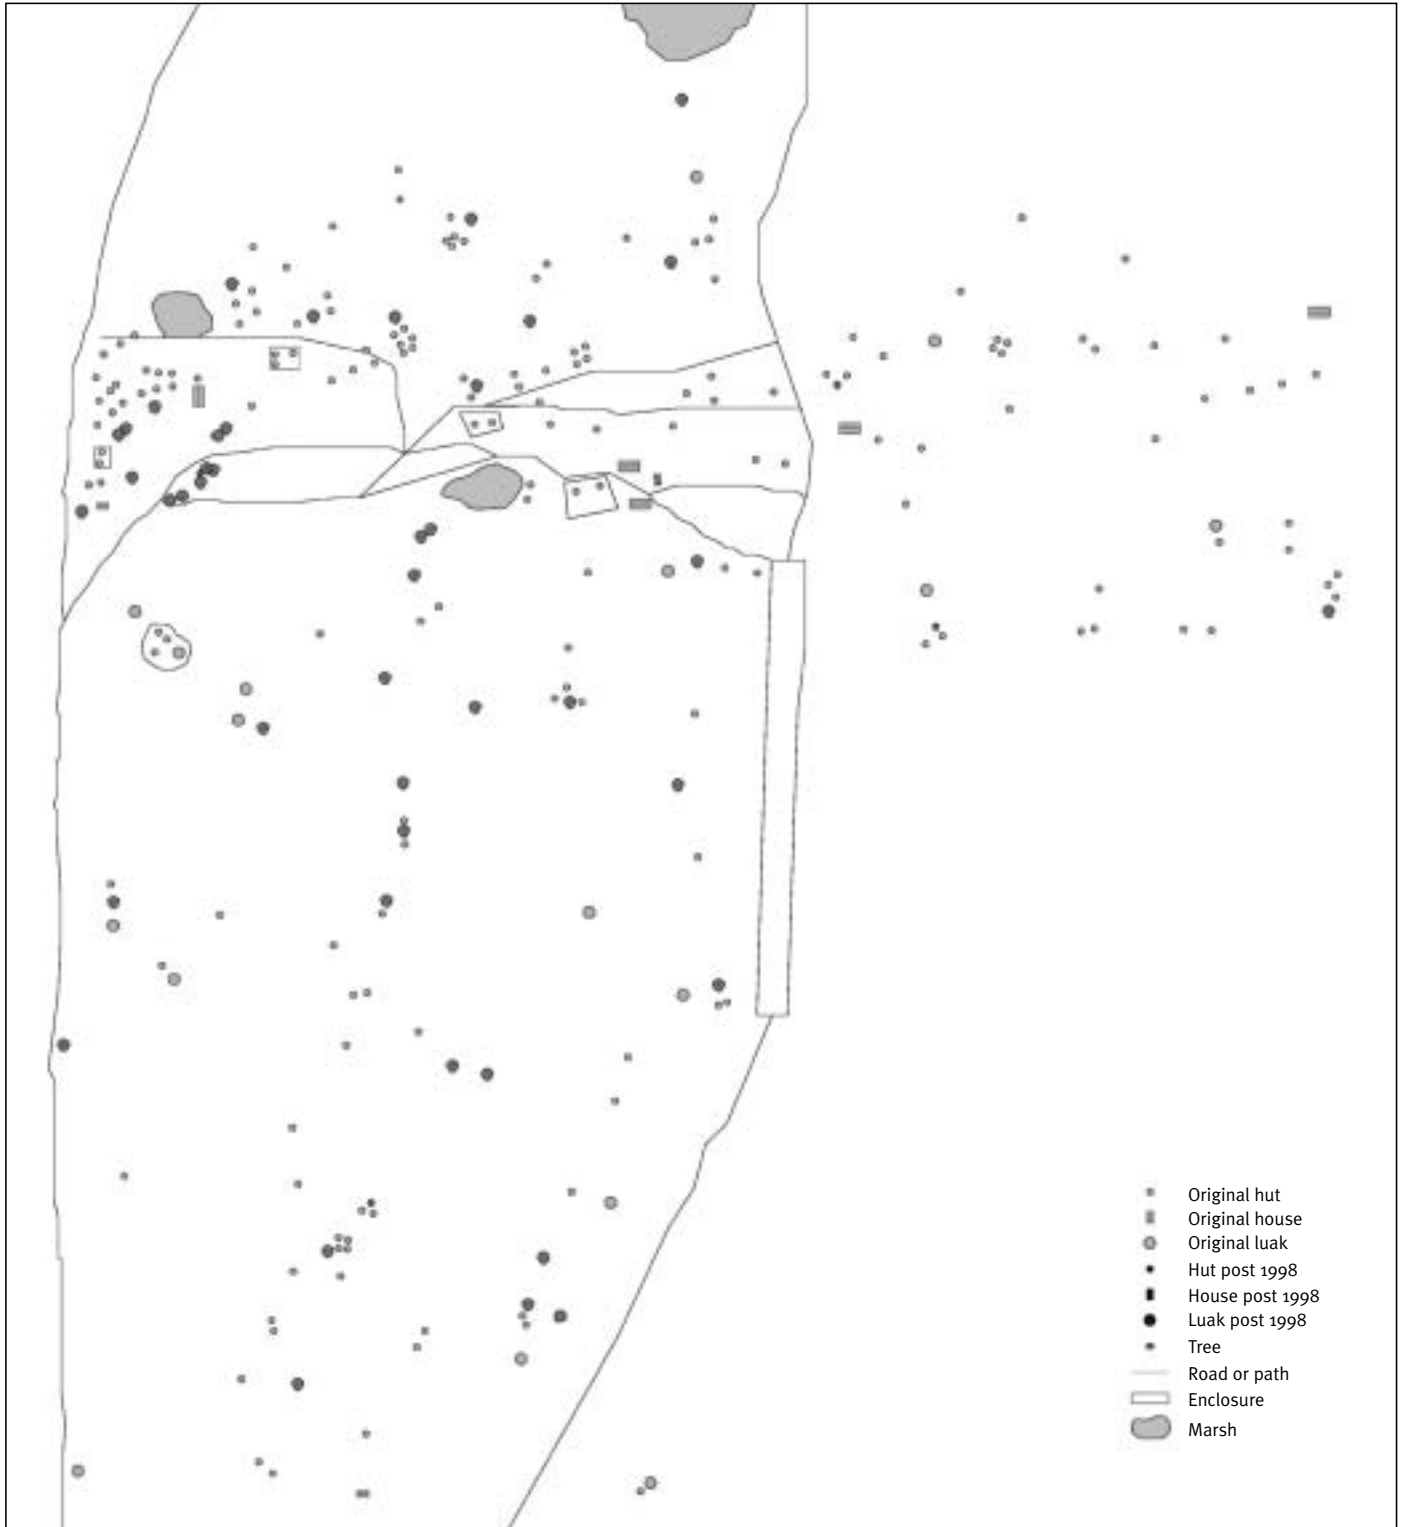 Original hut
Original house
Original luak
Hut post 1998
House post 1998
Luak post 1998
Tree
Road or path
Enclosure
Marsh